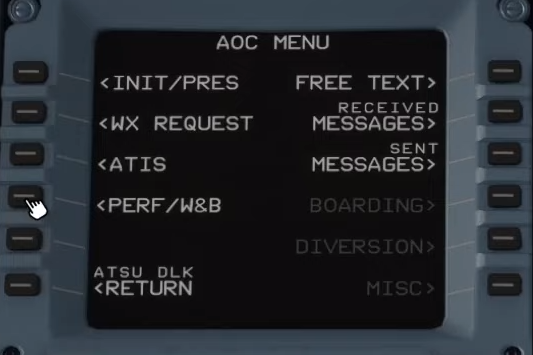 AOC MENU
<INIT/PRES FREE TEXT>
RECEIVED
<WX REQUEST MESSAGES>
SENT
<ATIS MESSAGES>
<PERF/W&B BOARDING>
DIVERSION>
ATSU DLK
<RETURN MISC>